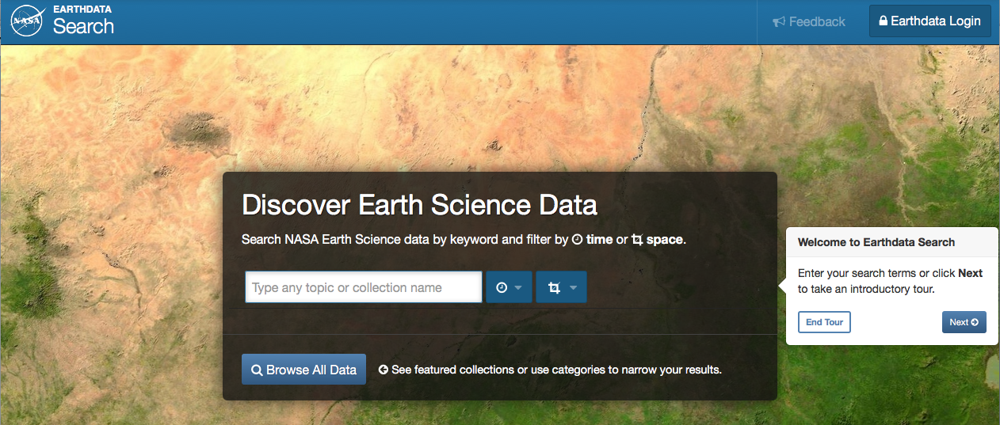 NASA
EARTHDATA
Search
Feedback
Earthdata Login
Discover Earth Science Data
Search NASA Earth Science data by keyword and filter by time or space.
Type any topic or collection name
Welcome to Earthdata Search
Enter your search terms or click Next
to take an introductory tour.
End Tour
Next
Browse All Data
See featured collections or use categories to narrow your results.